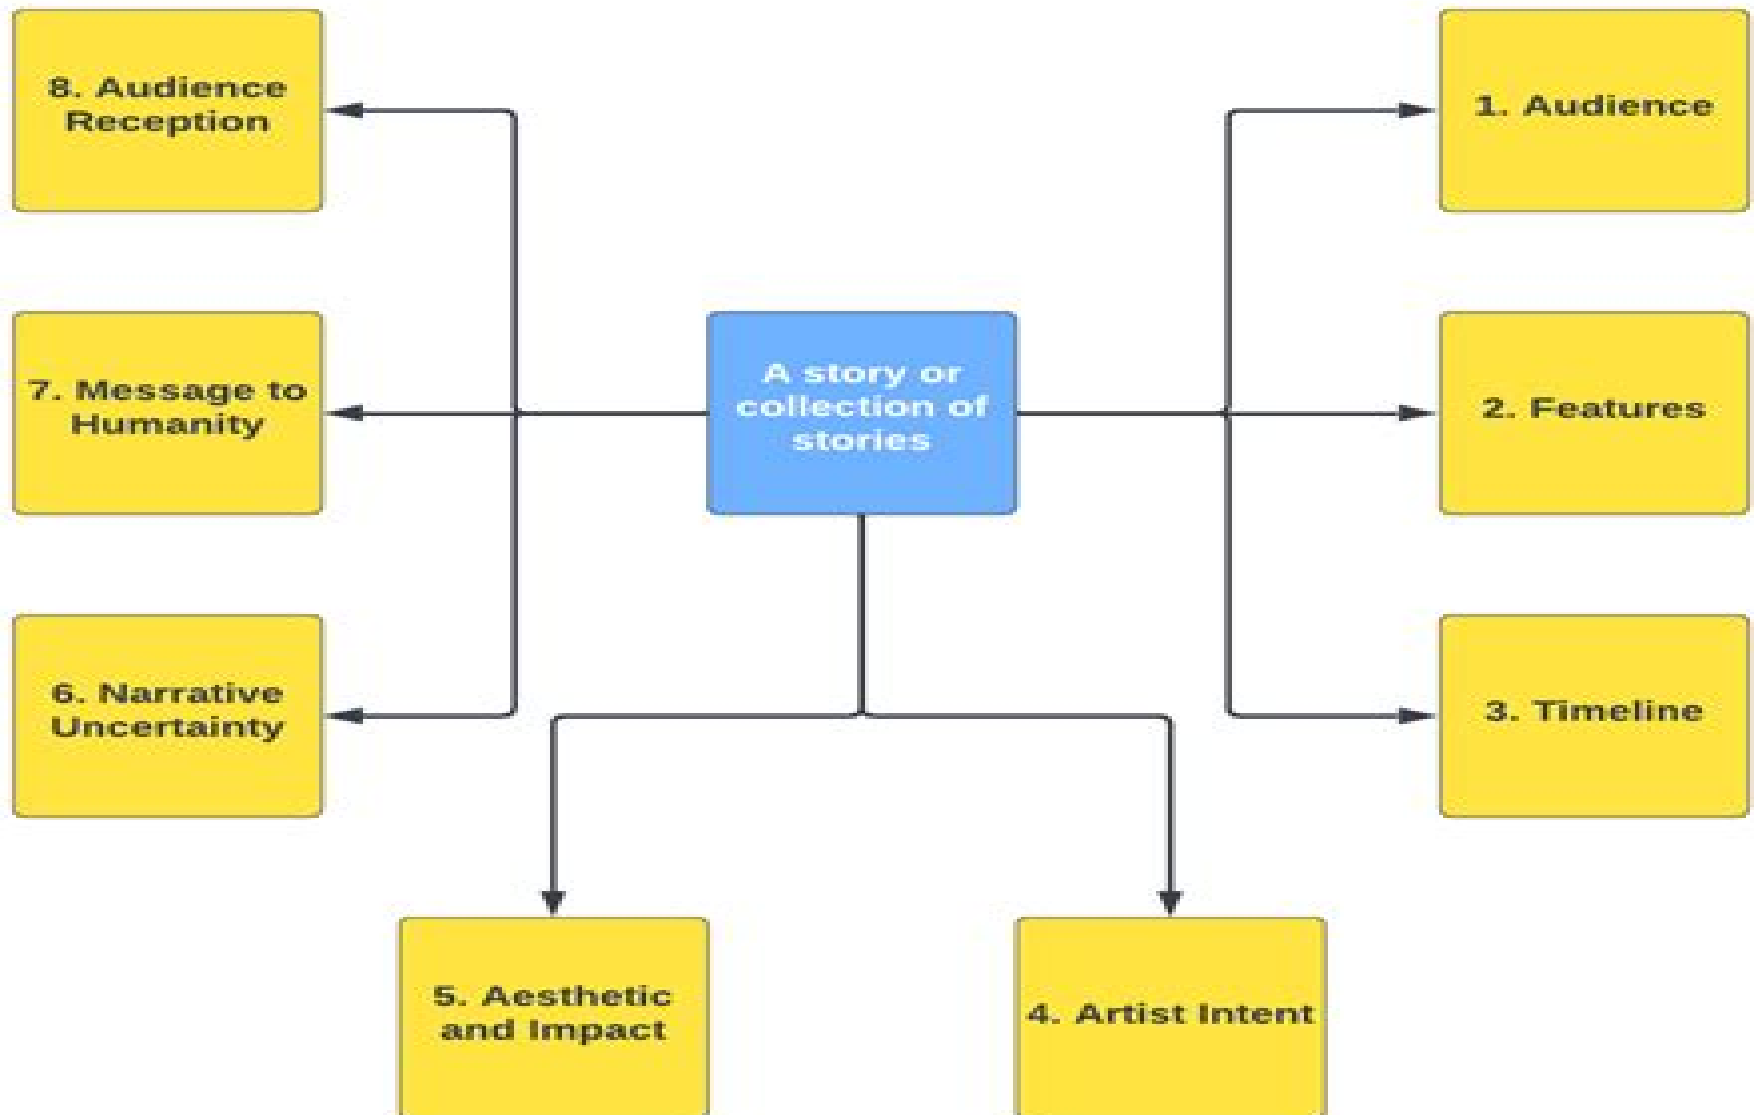 8. Audience
Reception
1. Audience
7. Message to
Humanity
A story or
collection of
stories
2. Features
6. Narrative
Uncertainty
3. Timeline
5. Aesthetic
and Impact
4. Artist Intent